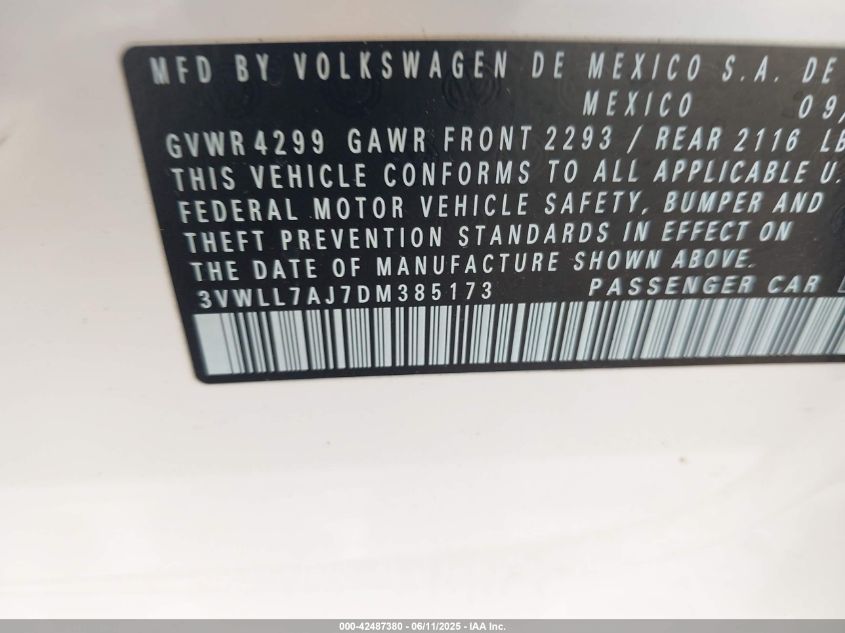 MFD BY VOLKSWAGEN DE MEXICO S.A. DE
MEXICO 09/
GVWR 4299 GAWR FRONT 2293 / REAR 2116 LB
THIS VEHICLE CONFORMS TO ALL APPLICABLE U.
FEDERAL MOTOR VEHICLE SAFETY, BUMPER AND
THEFT PREVENTION STANDARDS IN EFFECT ON
THE DATE OF MANUFACTURE SHOWN ABOVE.
3VWLL7AJ7DM385173 PASSENGER CAR
000-42487380 - 06/11/2025 - IAA Inc.